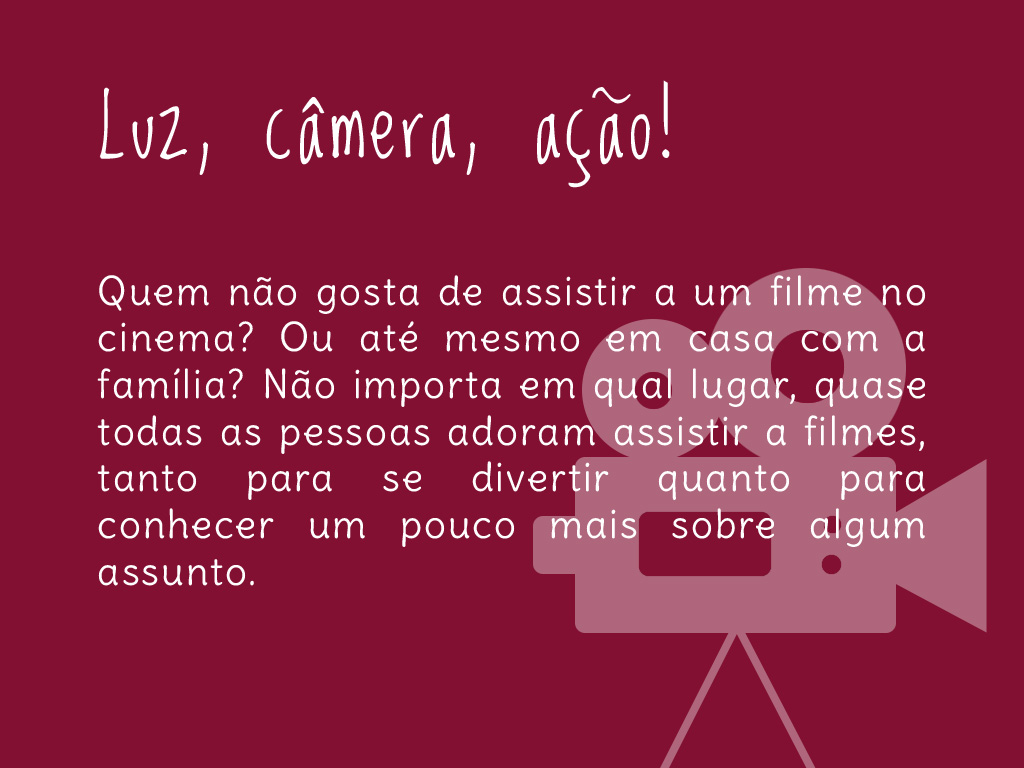 Luz, câmera, ação!
Quem não gosta de assistir a um filme no
cinema? Ou até mesmo em casa com a
família? Não importa em qual lugar, quase
todas as pessoas adoram assistir a filmes,
tanto para se divertir quanto para
conhecer um pouco mais sobre algum
assunto.